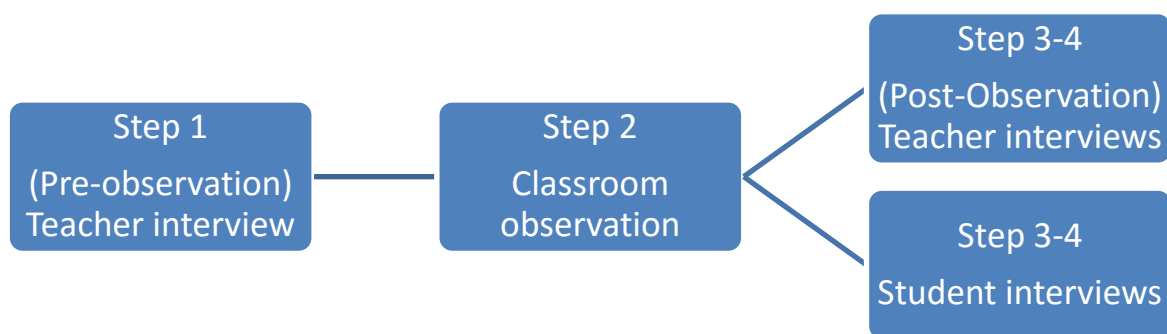 Step 1
(Pre-observation)
Teacher interview
Step 2
Classroom
observation
Step 3-4
(Post-Observation)
Teacher interviews
Step 3-4
Student interviews